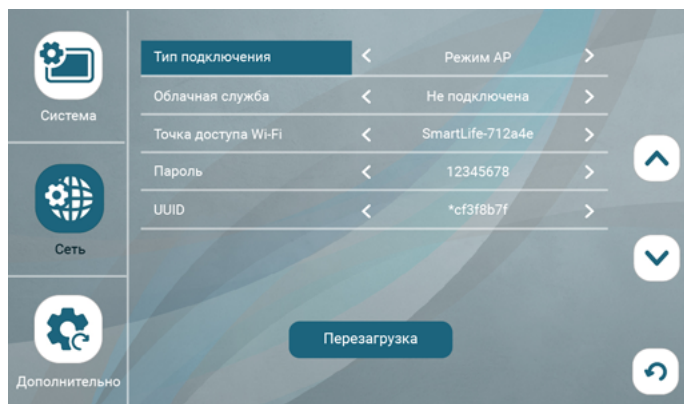 Система
Сеть
Дополнительно
Тип подключения Режим AP
Облачная служба Не подключена
Точка доступа Wi-Fi SmartLife-712a4e
Пароль 12345678
UUID *cf3f8b7f
Перезагрузка